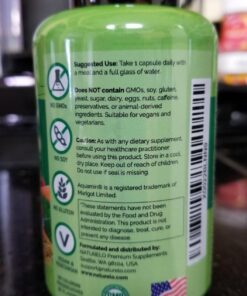 Suggested Use: Take 1 capsule daily with
a meal and a full glass of water.
Does NOT contain GMOs, soy, gluten,
yeast, sugar, dairy, eggs, nuts, caffeine,
preservatives, or animal-derived
ingredients. Suitable for vegans and
vegetarians.
Caution: As with any dietary supplement,
consult your healthcare practitioner
before using this product. Store in a cool,
dry place. Keep out of reach of children.
Do not use if seal is missing.
Aquamin® is a registered trademark of
Marigot Limited.
These statements have not been
evaluated by the Food and Drug
Administration. This product is not
intended to diagnose, treat, cure, or
prevent any disease.
NATURELO Premium Supplements
Seattle, WA
www.naturelo
NO GMOs
NO SOY
NO GLUTEN